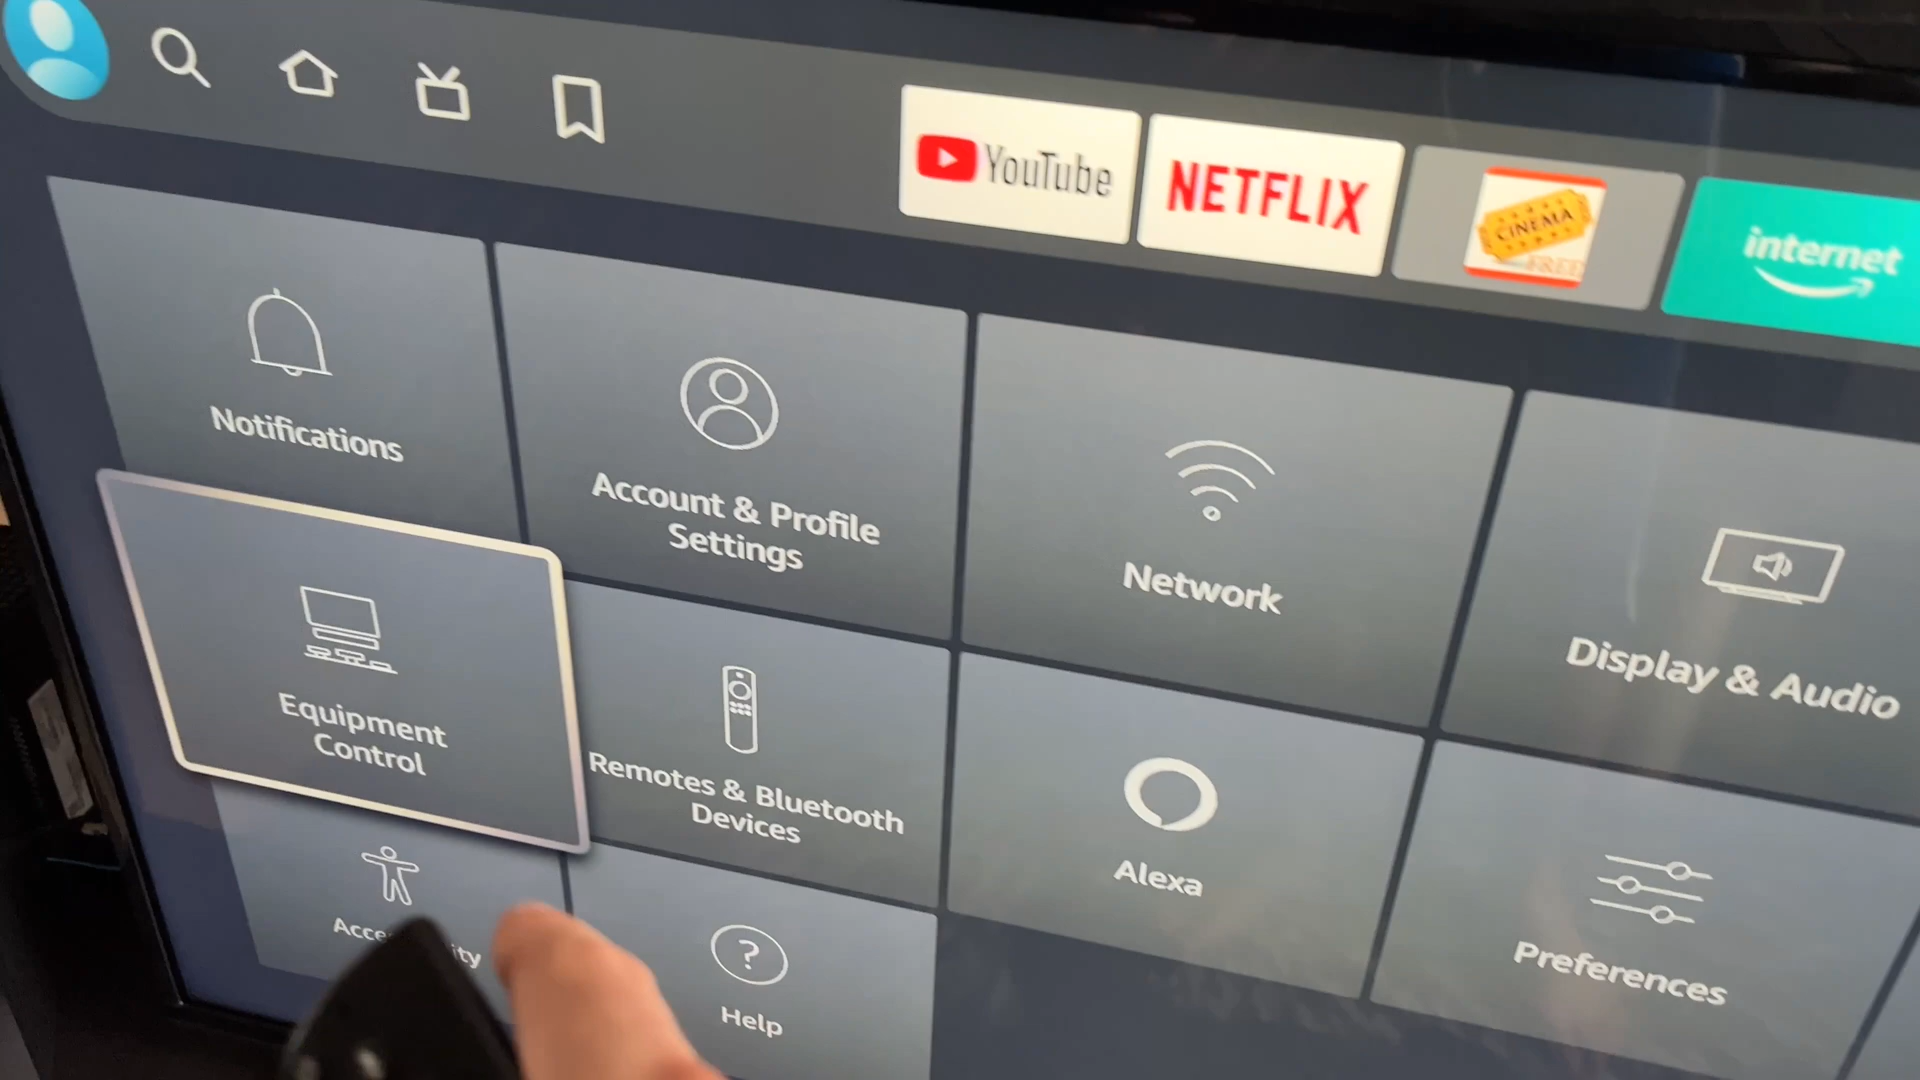 YouTube
NETFLIX
CINEMA
FREE
internet
Notifications
Account & Profile
Settings
Network
Display & Audio
Equipment
Control
Remotes & Bluetooth
Devices
Alexa
Preferences
?
Help